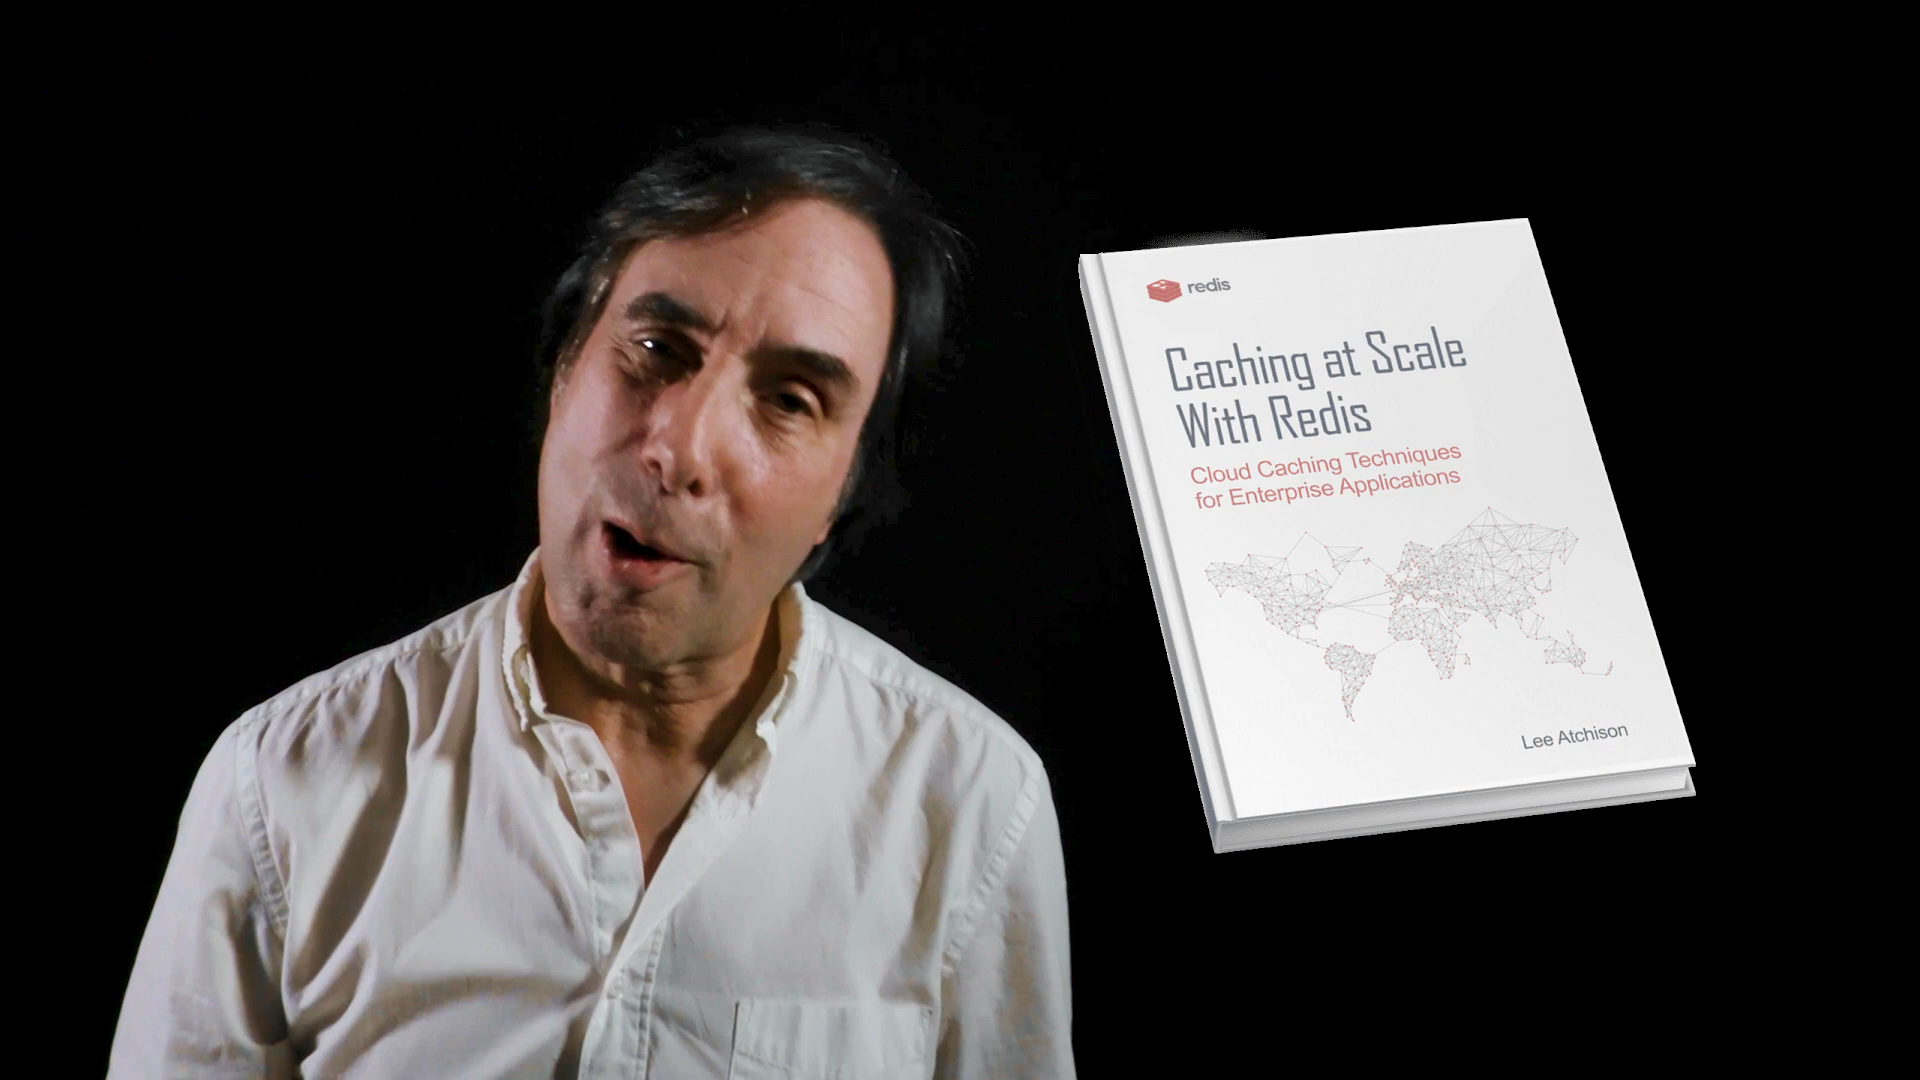 redis
Caching at Scale
With Redis
Cloud Caching Techniques
for Enterprise Applications
Lee Atchison